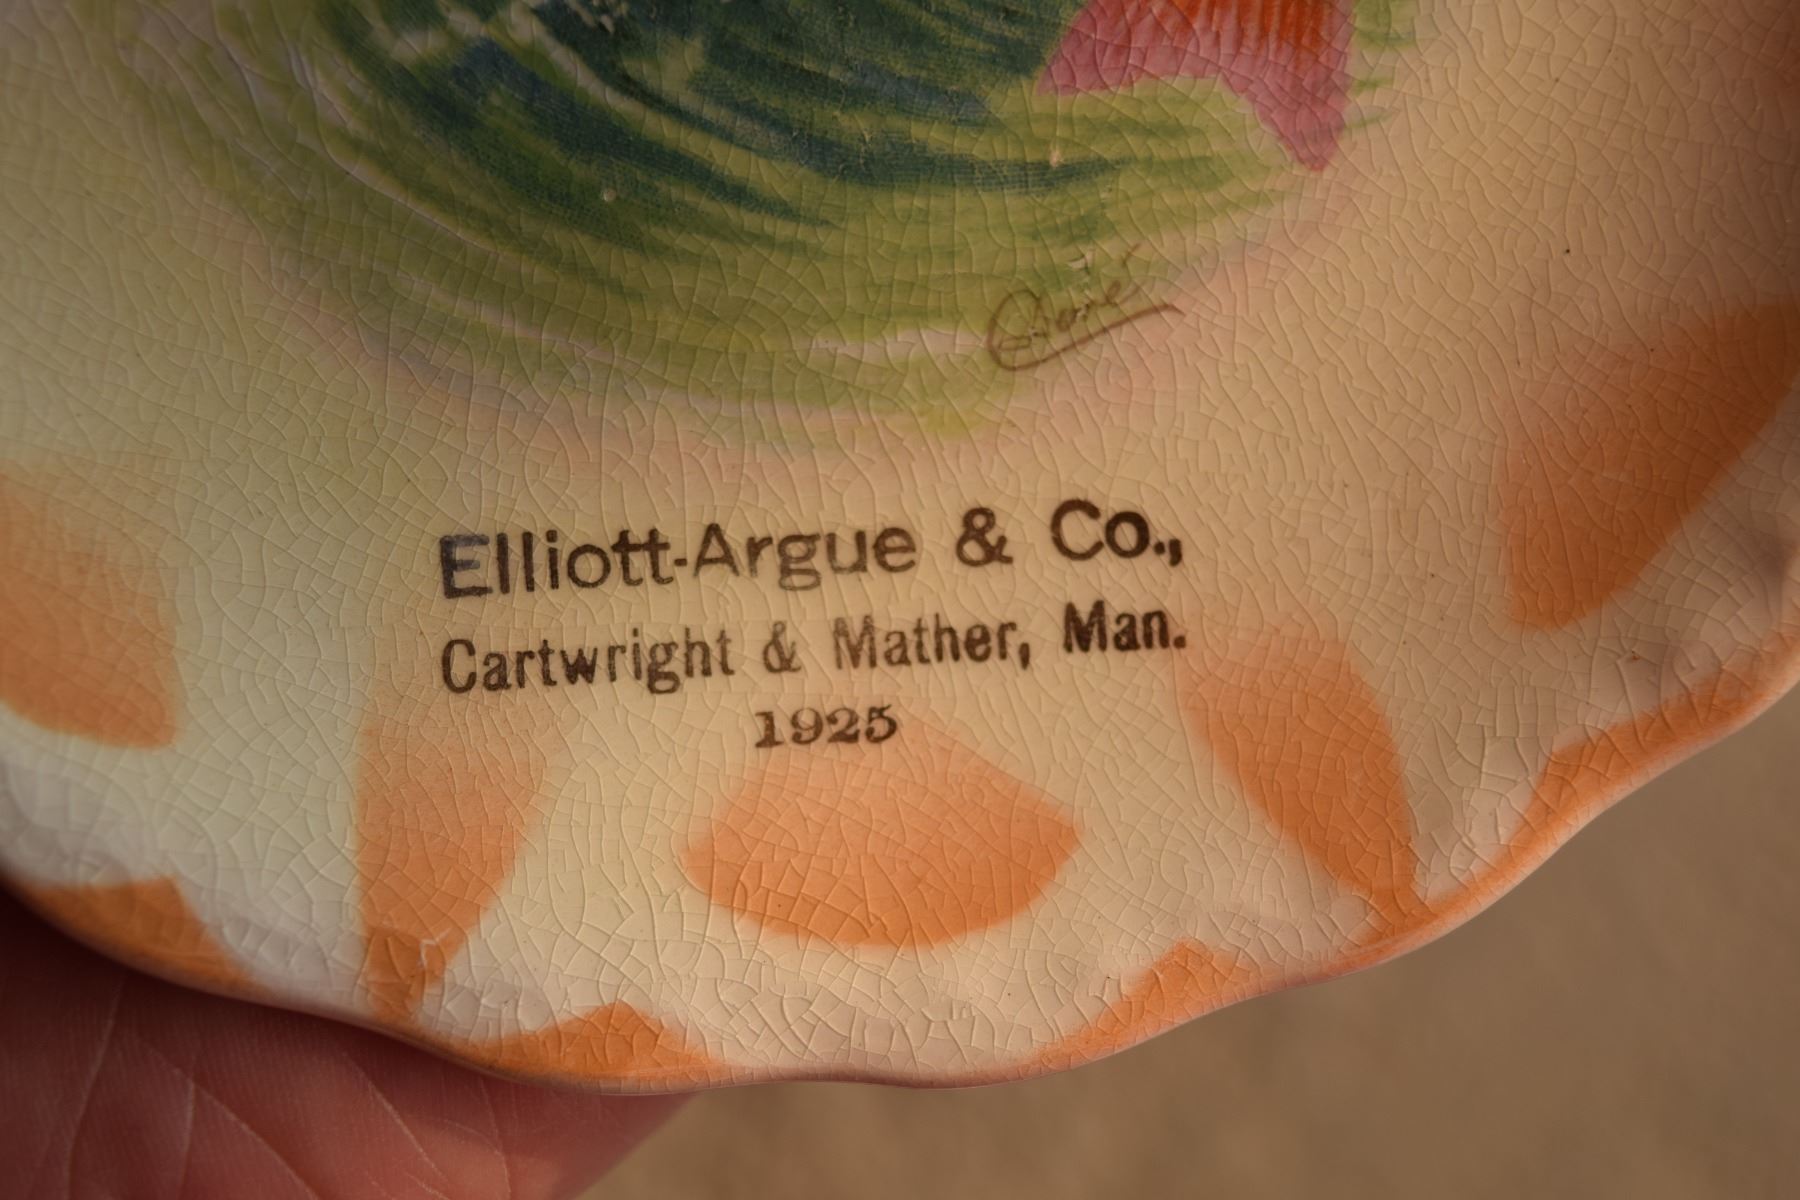 Elliott-Argue & Co.,
Cartwright & Mather, Man.
1925